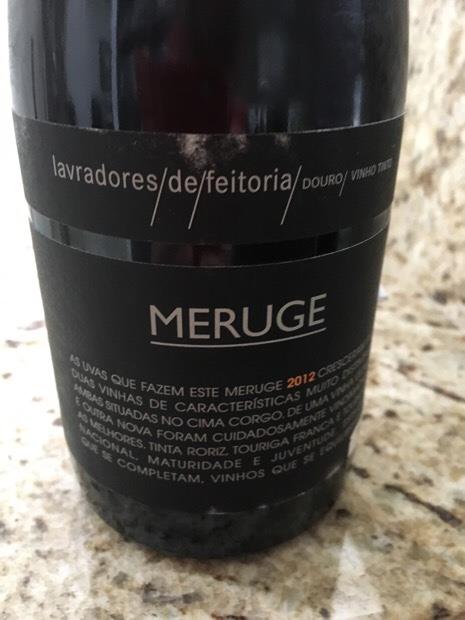 lavradores/de/feitoria/ DOURO/ VINHO TINTO
MERUGE
AS UVAS QUE FAZEM ESTE MERUGE 2012 CRESCERAM
DUAS VINHAS DE CARACTERÍSTICAS MUITO
AMBAS SITUADAS NO CIMA CORGO. DE UMA VINHA
E OUTRA NOVA FORAM CUIDADOSAMENTE
AS MELHORES. TINTA RORIZ, TOURIGA FRANCA E
NACIONAL. MATURIDADE E JUVENTUDE
QUE SE COMPLETAM. VINHOS QUE SE